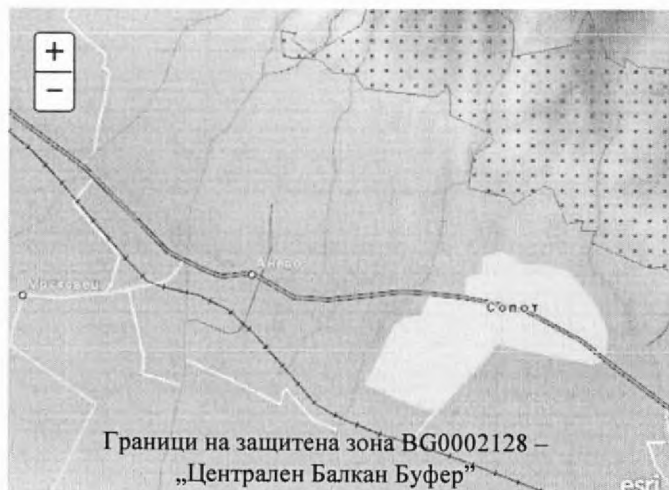 +
−
Анево
Сопот
Граници на защитена зона BG0002128 –
„Централен Балкан Буфер”
esri